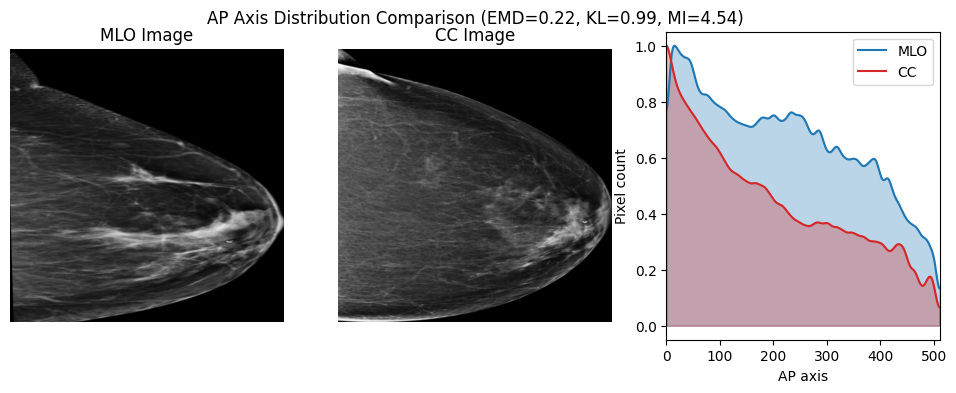 AP Axis Distribution Comparison (EMD=0.22, KL=0.99, MI=4.54)
MLO Image
CC Image
MLO
CC
Pixel count
1.0
0.8
0.6
0.4
0.2
0.0
0 100 200 300 400 500
AP axis